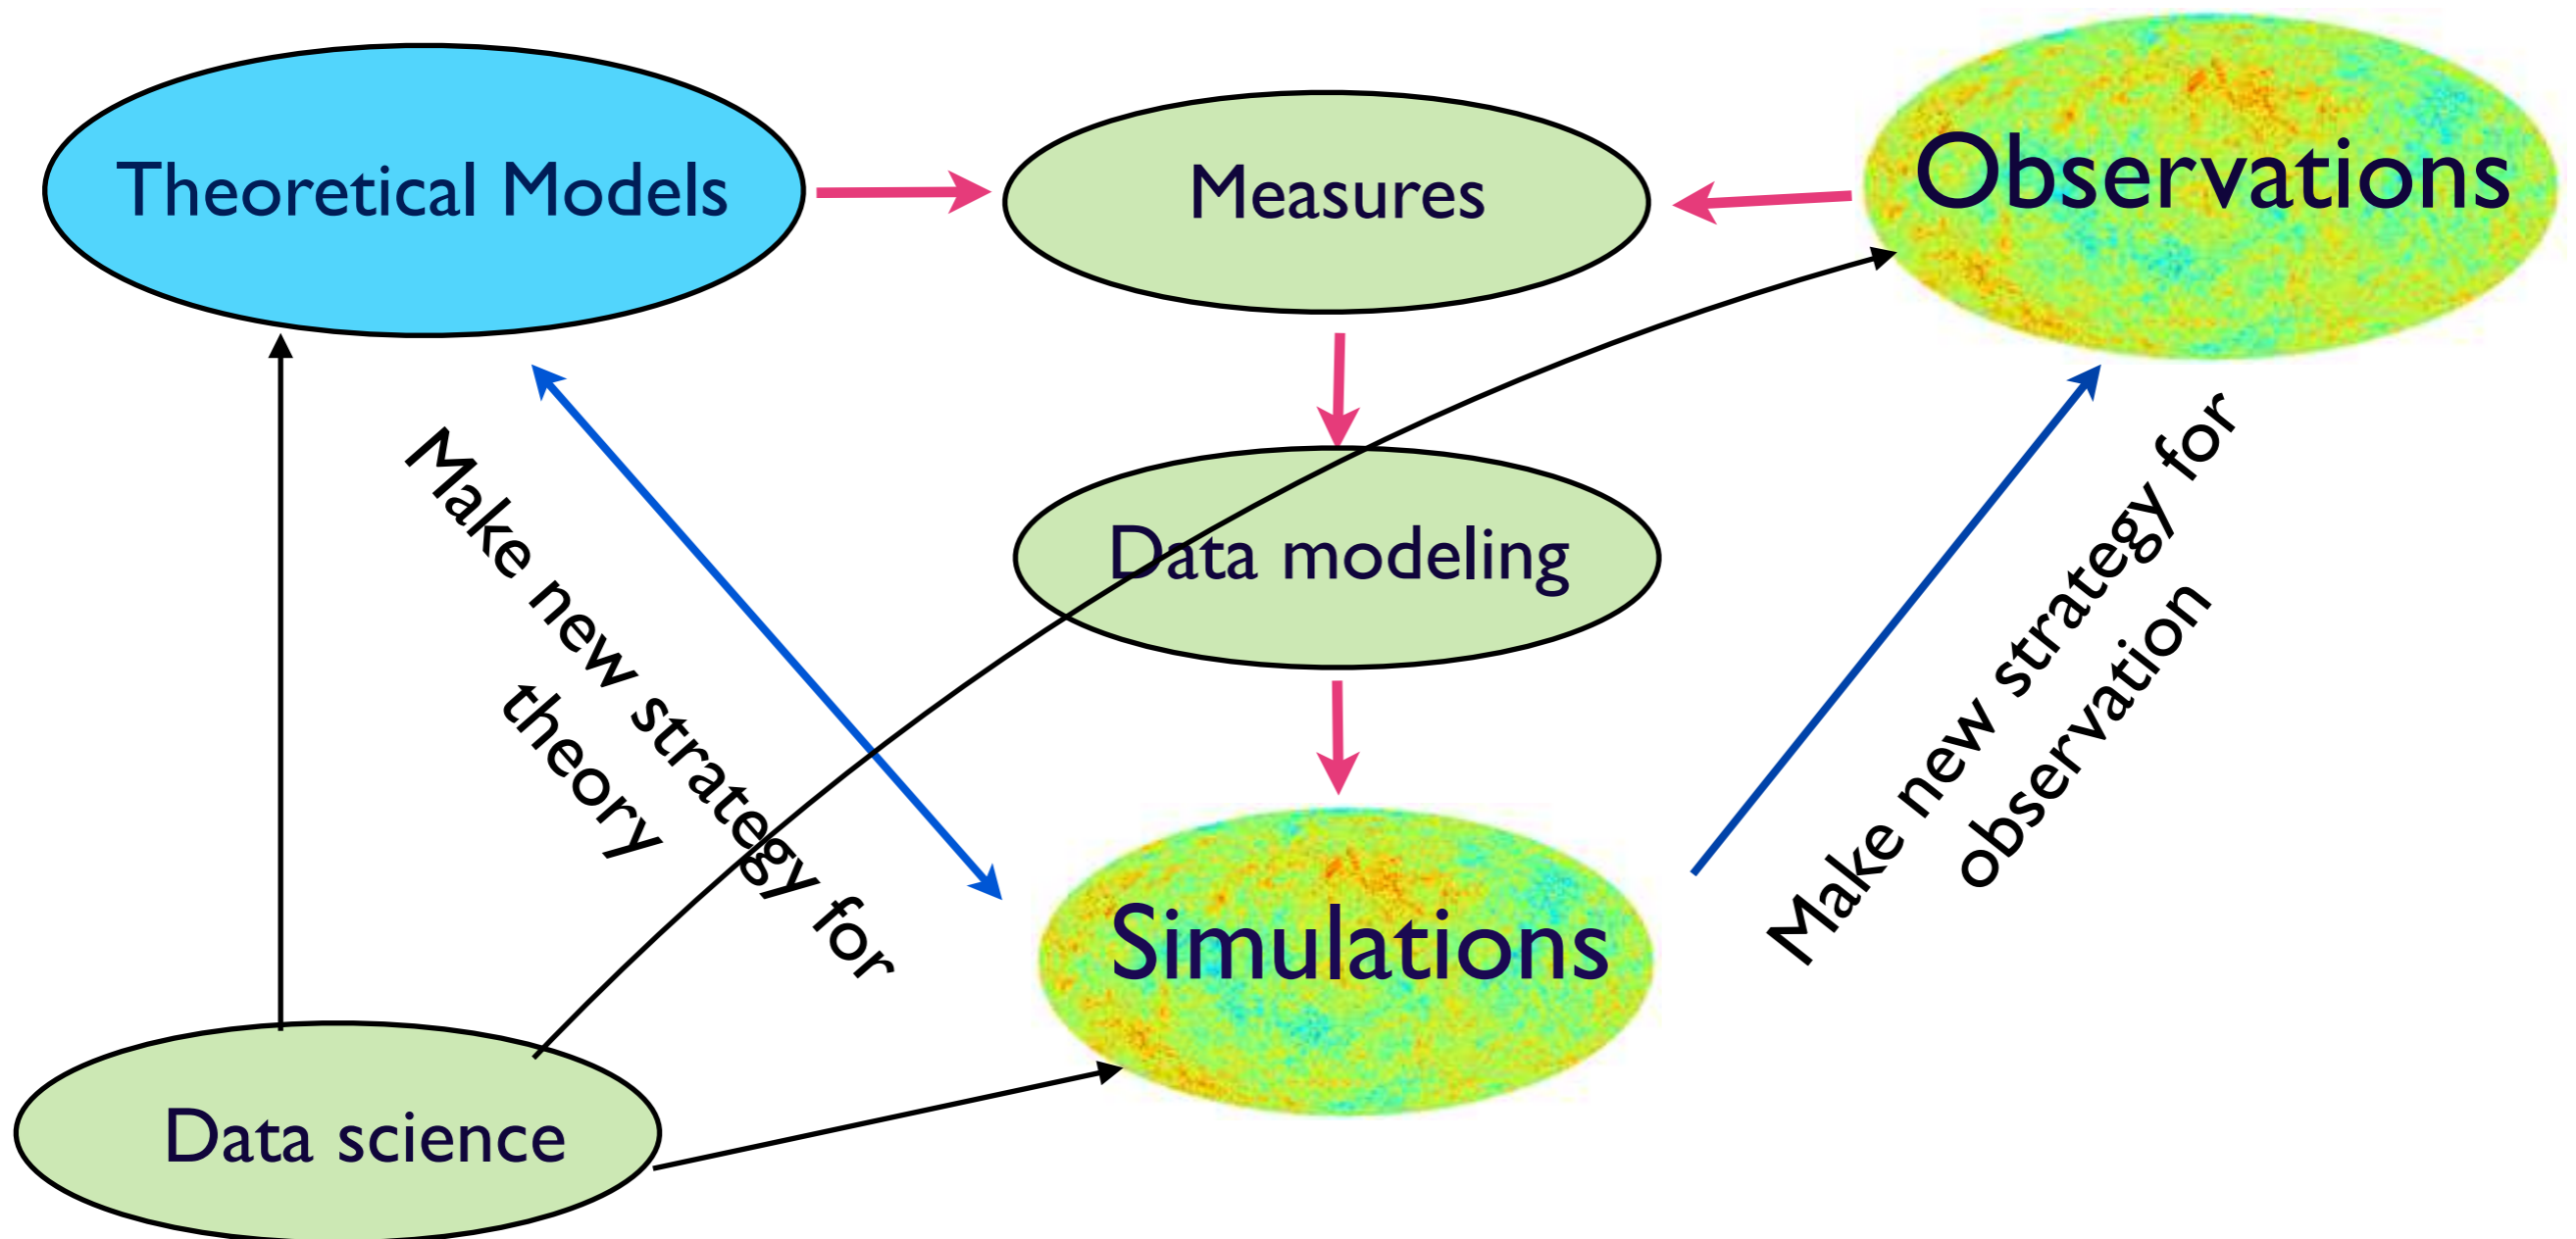 Theoretical Models
Measures
Observations
Data modeling
Make new strategy for
theory
Make new strategy for
observation
Simulations
Data science